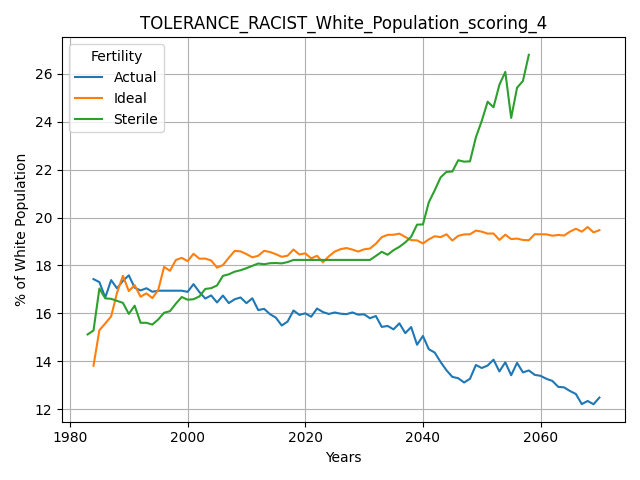 TOLERANCE_RACIST_White_Population_scoring_4
Fertility
Actual
Ideal
Sterile
% of White Population
26
24
22
20
18
16
14
12
1980
2000
2020
2040
2060
Years